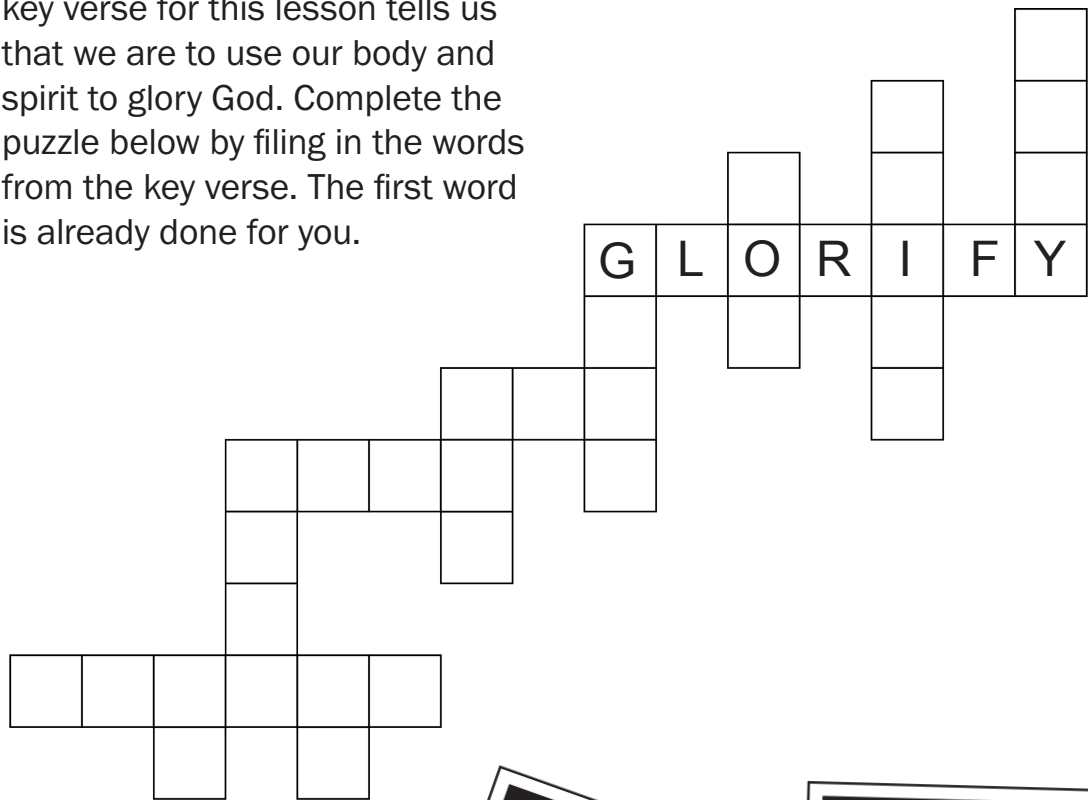 key verse for this lesson tells us
that we are to use our body and
spirit to glory God. Complete the
puzzle below by filing in the words
from the key verse. The first word
is already done for you.
G L O R I F Y